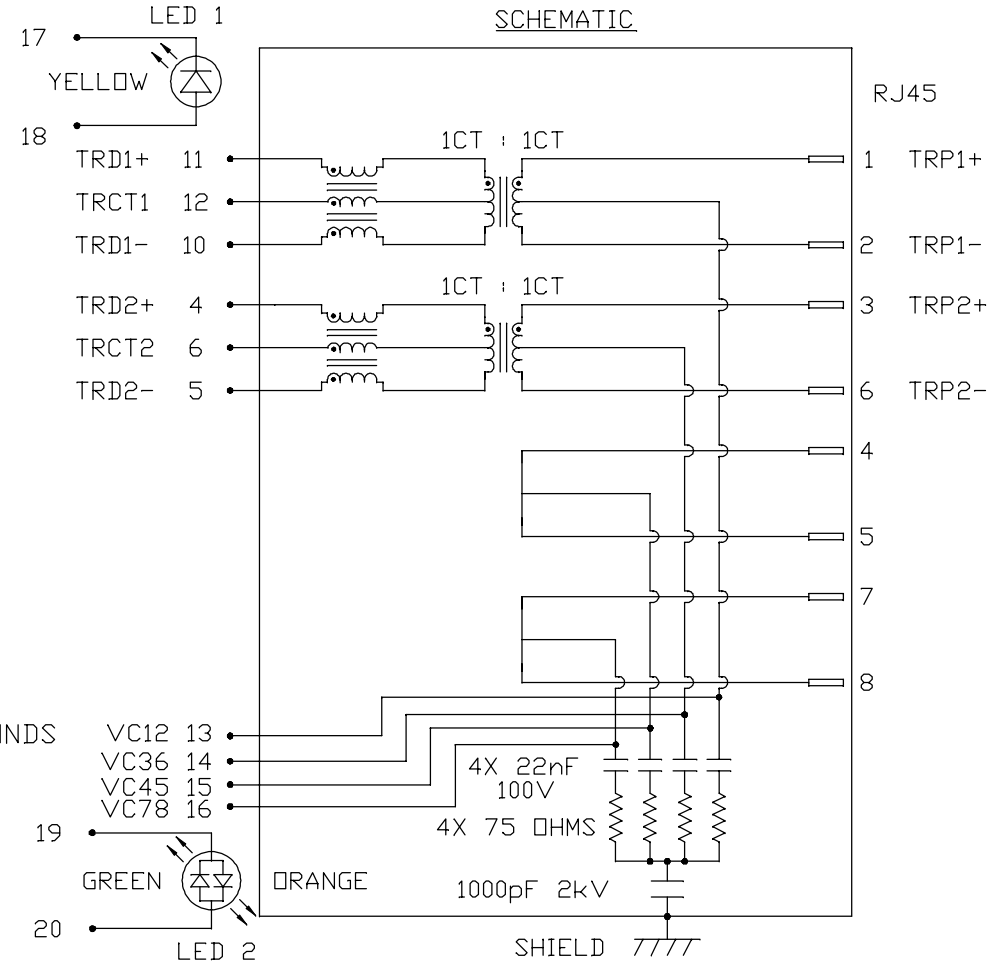 SCHEMATIC
LED 1
17
YELLOW
18
RJ45
1CT : 1CT
TRD1+ 11
1 TRP1+
TRCT1 12
TRD1- 10
2 TRP1-
1CT : 1CT
TRD2+ 4
3 TRP2+
TRCT2 6
TRD2- 5
6 TRP2-
4
5
7
8
VC12 13
VC36 14
VC45 15
VC78 16
4X 22nF
100V
4X 75 OHMS
19
GREEN
ORANGE
1000pF 2kV
20
LED 2
SHIELD